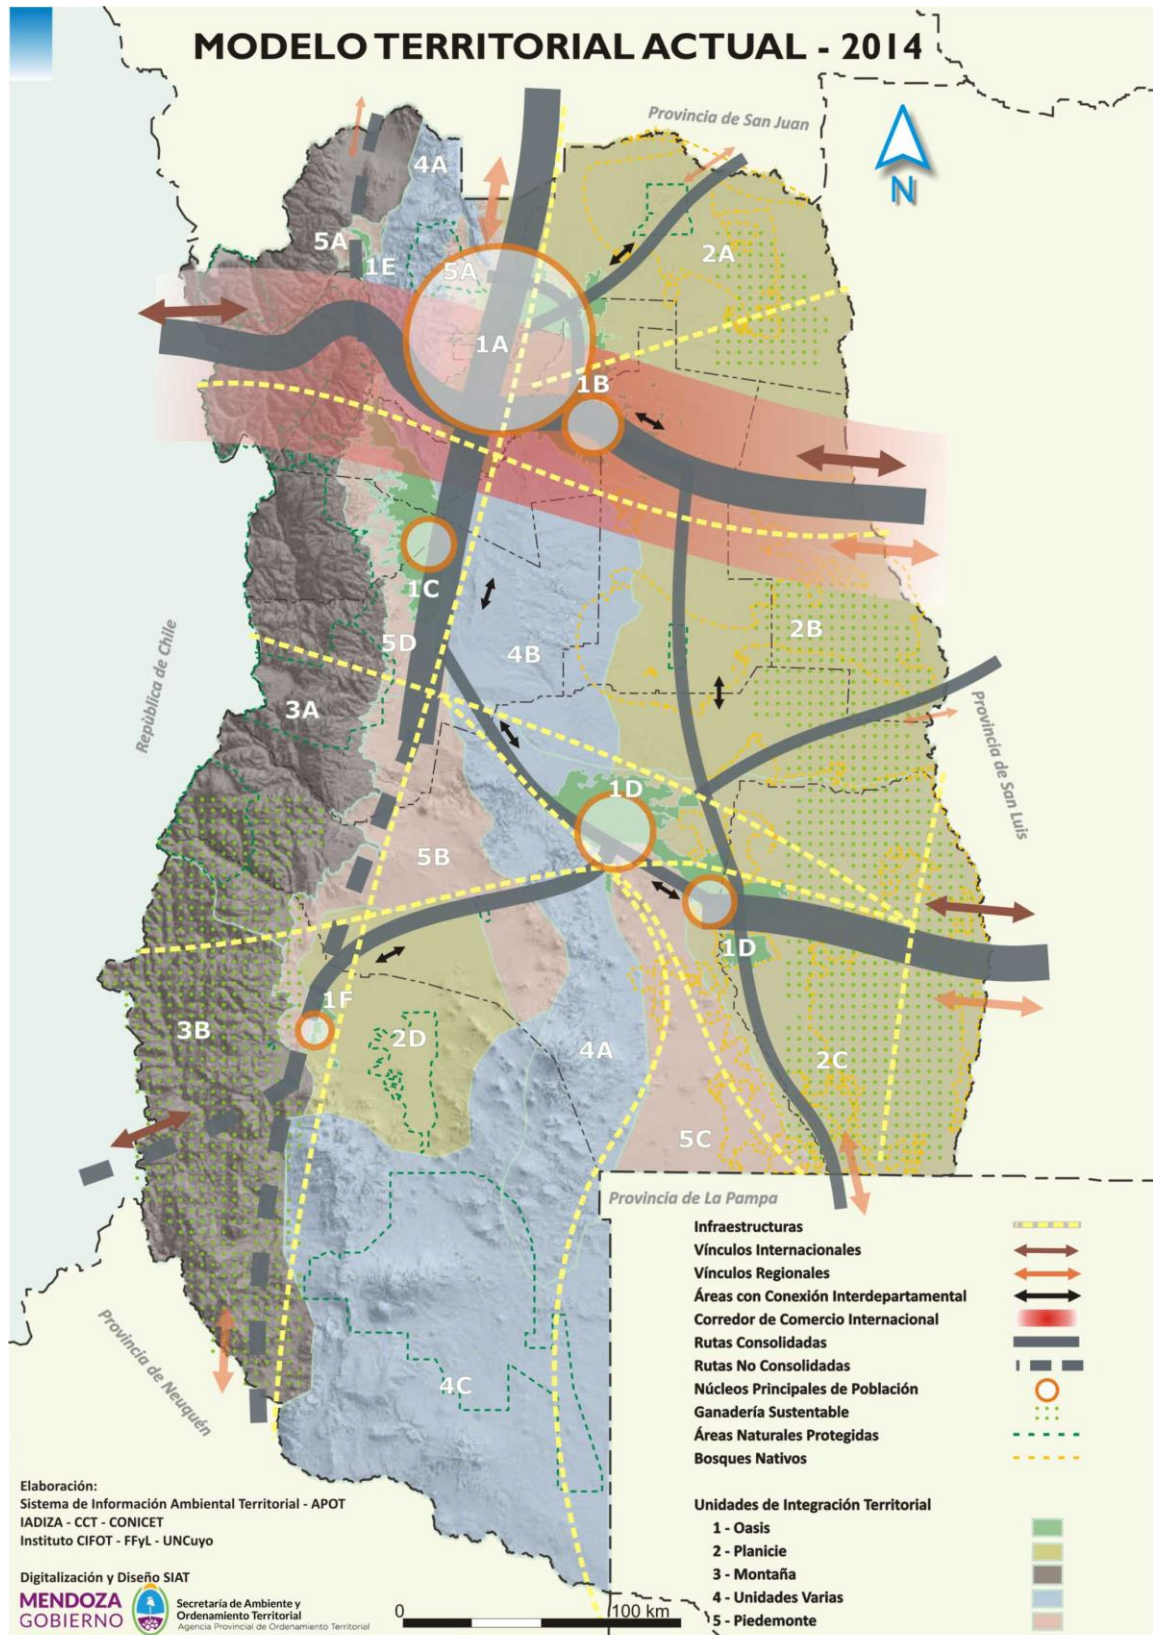 MODELO TERRITORIAL ACTUAL - 2014
Provincia de San Juan
N
4A
5A
1E
5A
2A
1A
1B
1C
5D
4B
2B
3A
República de Chile
Provincia de San Luis
1D
5B
1D
1F
3B
2D
4A
2C
5C
Provincia de La Pampa
4C
Provincia de Neuquén
Infraestructuras
Vínculos Internacionales
Vínculos Regionales
Áreas con Conexión Interdepartamental
Corredor de Comercio Internacional
Rutas Consolidadas
Rutas No Consolidadas
Núcleos Principales de Población
Ganadería Sustentable
Áreas Naturales Protegidas
Bosques Nativos
Unidades de Integración Territorial
1 - Oasis
2 - Planicie
3 - Montaña
4 - Unidades Varias
5 - Piedemonte
Elaboración:
Sistema de Información Ambiental Territorial - APOT
IADIZA - CCT - CONICET
Instituto CIFOT - FFyL - UNCuyo
Digitalización y Diseño SIAT
MENDOZA
GOBIERNO
Secretaría de Ambiente y
Ordenamiento Territorial
Agencia Provincial de Ordenamiento Territorial
0 100 km